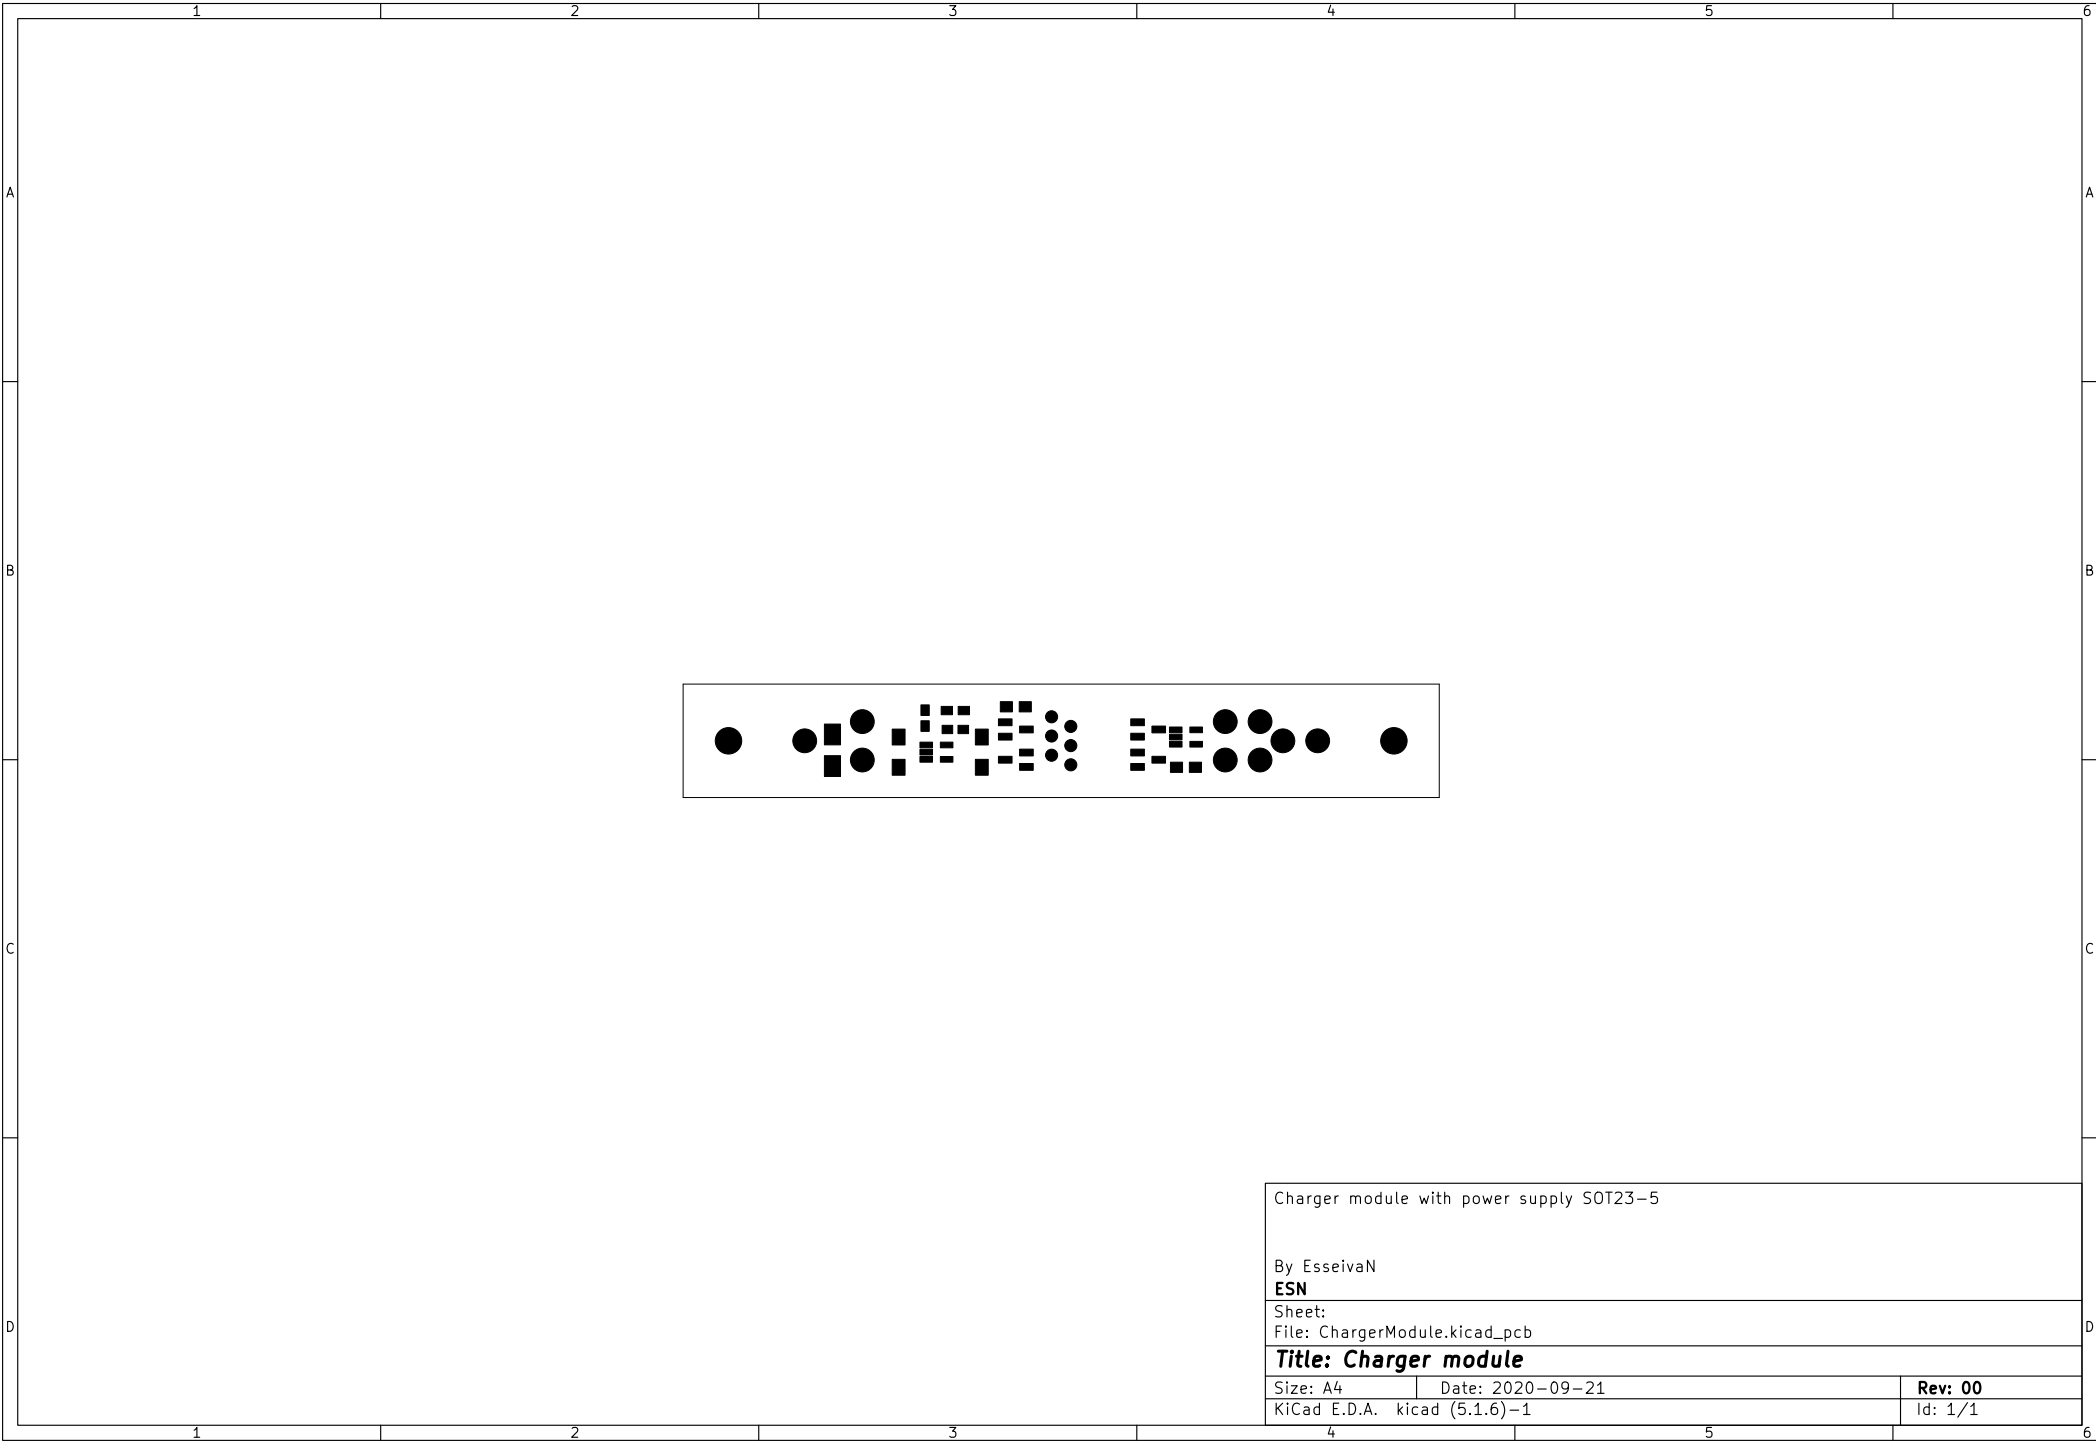 1 2 3 4 5 6
A A
B B
C C
Charger module with power supply SOT23-5
By EsseivaN
ESN
Sheet:
D D
File: ChargerModule.kicad_pcb
Title: Charger module
Size: A4 Date: 2020-09-21 Rev: 00
KiCad E.D.A. kicad (5.1.6)-1 Id: 1/1
1 2 3 4 5 6